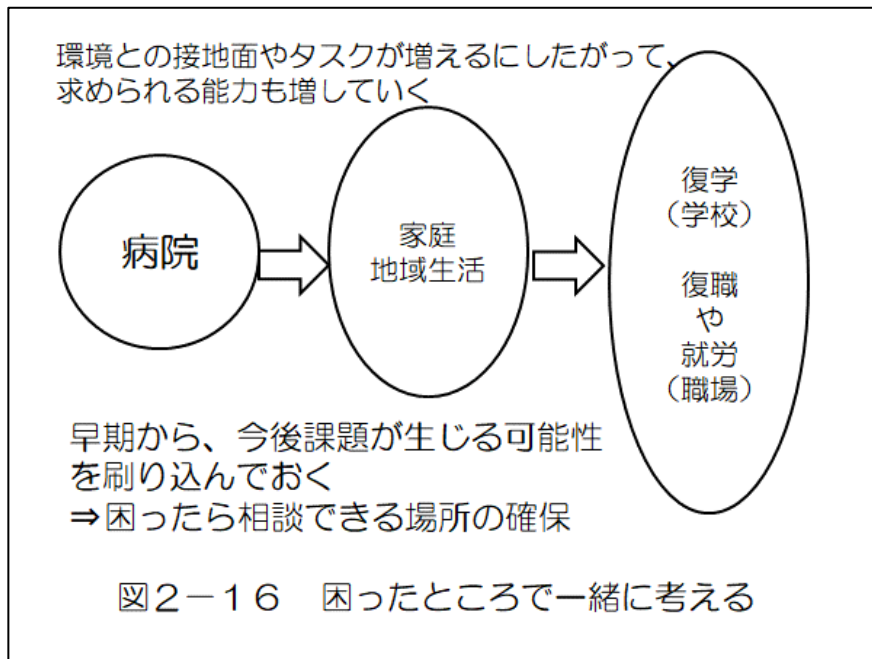 環境との接地面やタスクが増えるにしたがって、
求められる能力も増していく
病院
家庭
地域生活
復学
（学校）
復職
や
就労
（職場）
早期から、今後課題が生じる可能性
を刷り込んでおく
⇒困ったら相談できる場所の確保
図２－１６　困ったところで一緒に考える